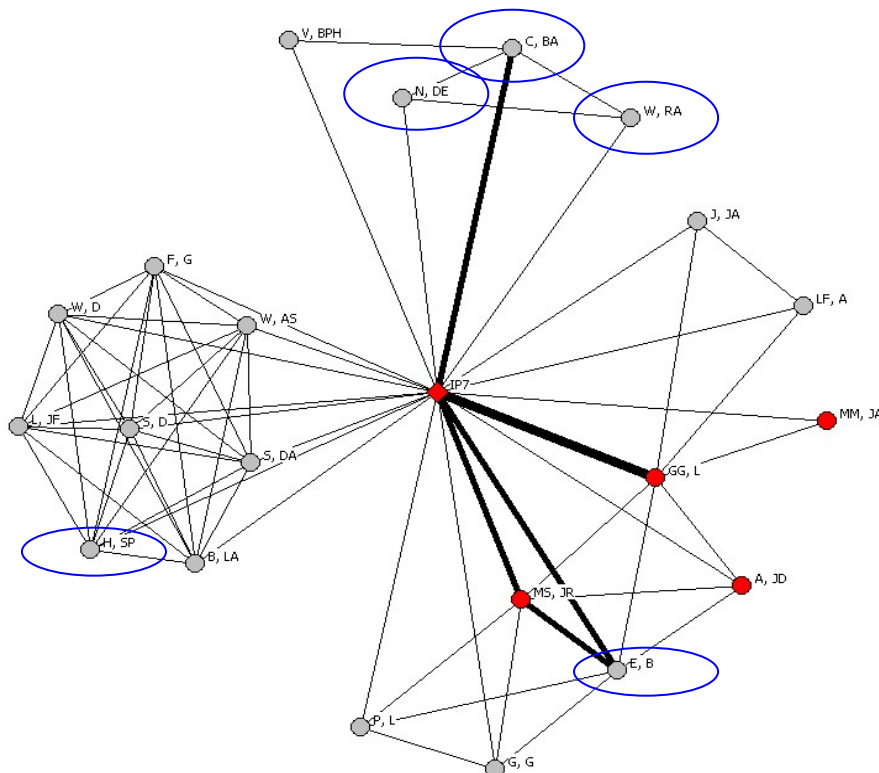 V, BPH
C, BA
N, DE
W, RA
J, JA
F, G
LF, A
W, D
W, AS
IP7
MM, JA
L, JF
S, D
S, DA
GG, L
H, SP
B, LA
A, JD
MS, JR
E, B
P, L
G, G